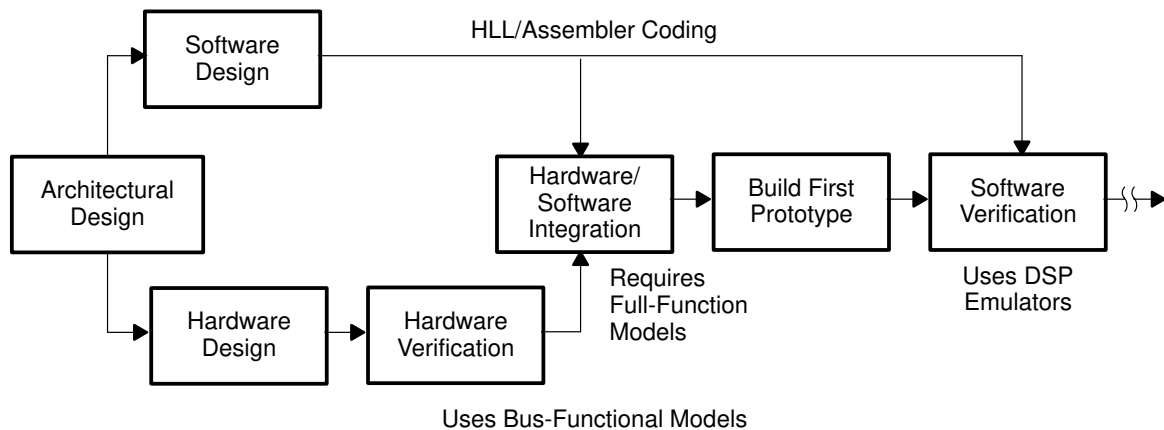 HLL/Assembler Coding
Software
Design
Architectural
Design
Hardware/
Software
Integration
Build First
Prototype
Software
Verification
Requires
Full-Function
Models
Uses DSP
Emulators
Hardware
Design
Hardware
Verification
Uses Bus-Functional Models